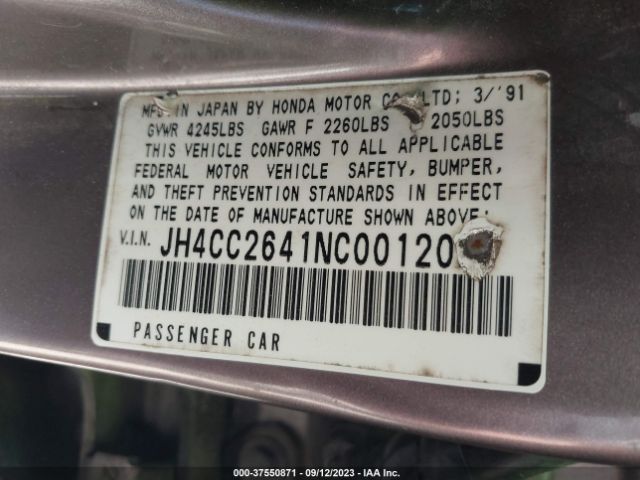 MFD. IN JAPAN BY HONDA MOTOR CO., LTD; 3/'91
GVWR 4245LBS GAWR F 2260LBS 2050LBS
THIS VEHICLE CONFORMS TO ALL APPLICABLE
FEDERAL MOTOR VEHICLE SAFETY, BUMPER,
AND THEFT PREVENTION STANDARDS IN EFFECT
ON THE DATE OF MANUFACTURE SHOWN ABOVE.
V.I.N. JH4CC2641NC00120
PASSENGER CAR
000-37550871 - 09/12/2023 - IAA Inc.